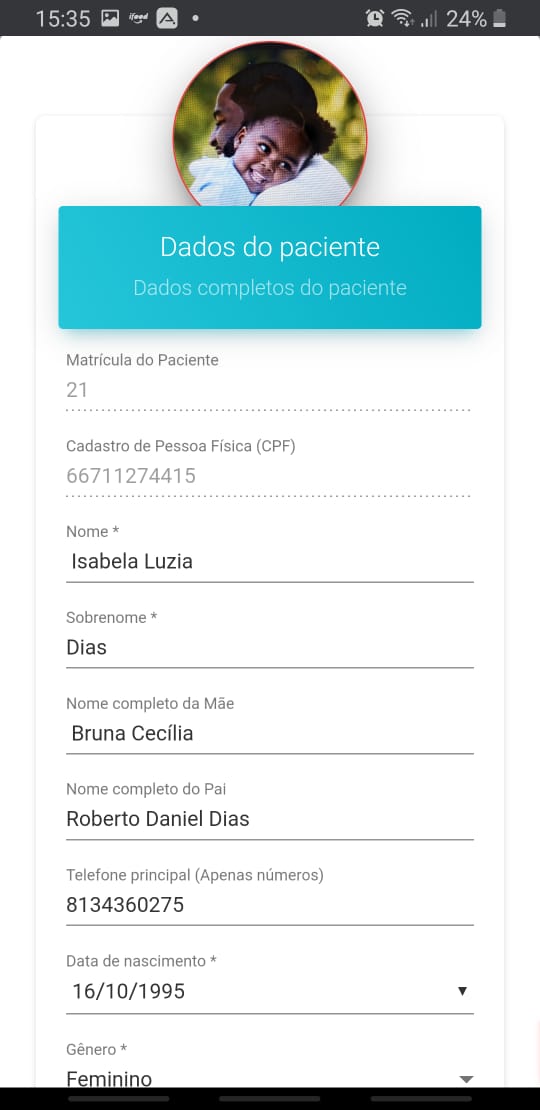 15:35 ifood 24%
Dados do paciente
Dados completos do paciente
Matrícula do Paciente
21
Cadastro de Pessoa Física (CPF)
66711274415
Nome *
Isabela Luzia
Sobrenome *
Dias
Nome completo da Mãe
Bruna Cecília
Nome completo do Pai
Roberto Daniel Dias
Telefone principal (Apenas números)
8134360275
Data de nascimento *
16/10/1995
Gênero *
Feminino